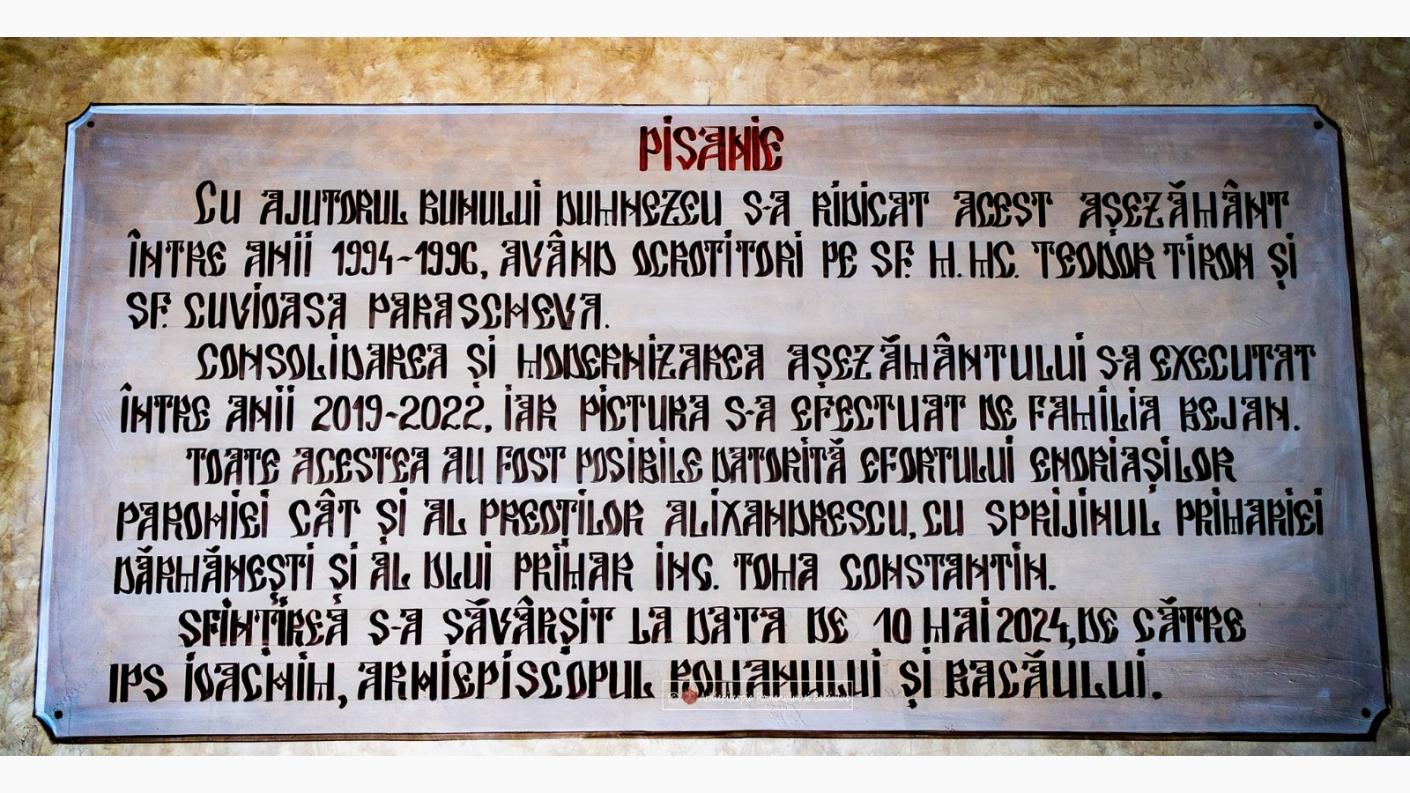 PISANIE
CU AJUTORUL BUNULUI DUMNEZEU S-A RIDICAT ACEST AȘEZĂMÂNT
ÎNTRE ANII 1994-1996, AVÂND OCROTITORI PE SF. M. MC. TEODOR TIRON ȘI
SF. CUVIOASA PARASCHEVA.
CONSOLIDAREA ȘI MODERNIZAREA AȘEZĂMÂNTULUI S-A EXECUTAT
ÎNTRE ANII 2019-2022, IAR PICTURA S-A EFECTUAT DE FAMILIA BEJAN.
TOATE ACESTEA AU FOST POSIBILE DATORITĂ EFORTULUI ENORIAȘILOR
PAROHIEI CÂT ȘI AL PREOȚILOR ALIXANDRESCU, CU SPRIJINUL PRIMARIEI
DĂRMĂNEȘTI ȘI AL DLUI PRIMAR ING. TOMA CONSTANTIN.
SFINȚIREA S-A SĂVÂRȘIT LA DATA DE 10 MAI 2024, DE CĂTRE
IPS IOACHIM, ARHIEPISCOPUL ROMANULUI ȘI BACĂULUI.
© Arhiepiscopia Romanului și Bacăului